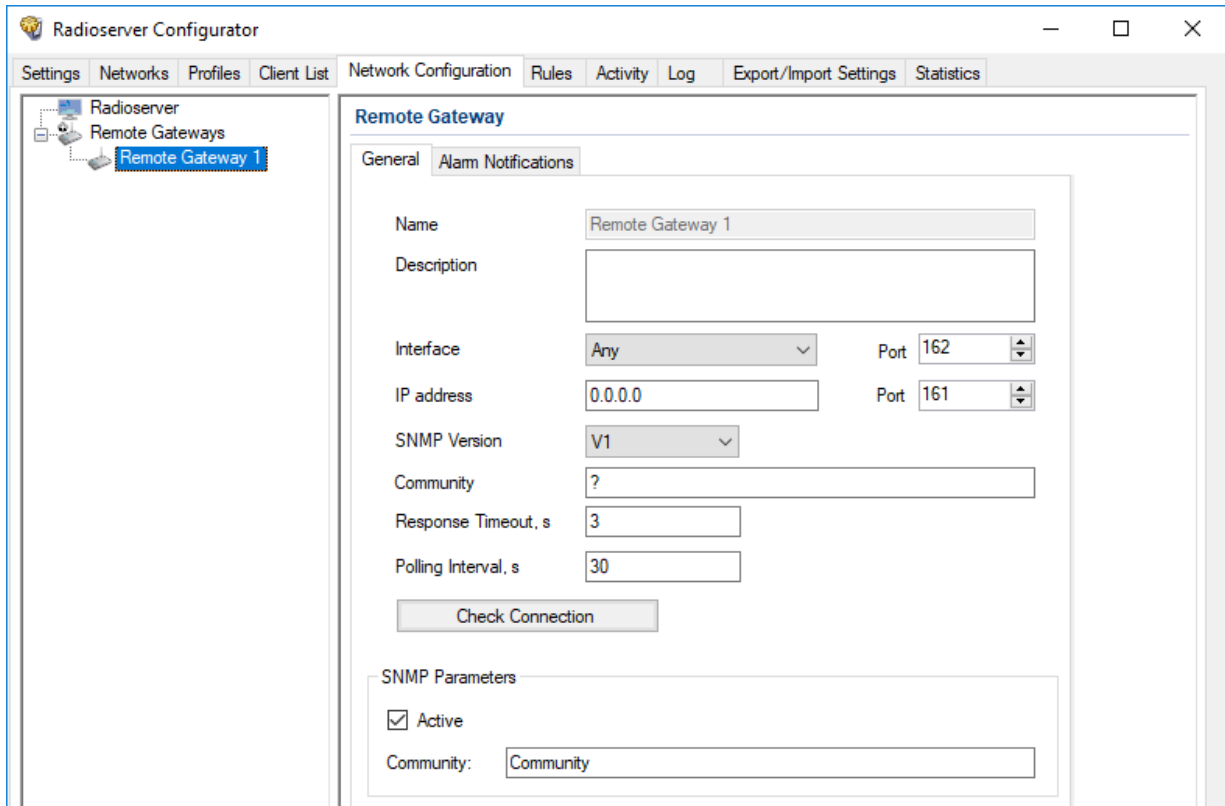 Radioserver Configurator
Settings Networks Profiles Client List Network Configuration Rules Activity Log Export/Import Settings Statistics
Radioserver
Remote Gateways
Remote Gateway 1
Remote Gateway
General Alarm Notifications
Name Remote Gateway 1
Description
Interface Any Port 162
IP address 0.0.0.0 Port 161
SNMP Version V1
Community ?
Response Timeout, s 3
Polling Interval, s 30
Check Connection
SNMP Parameters
Active
Community: Community